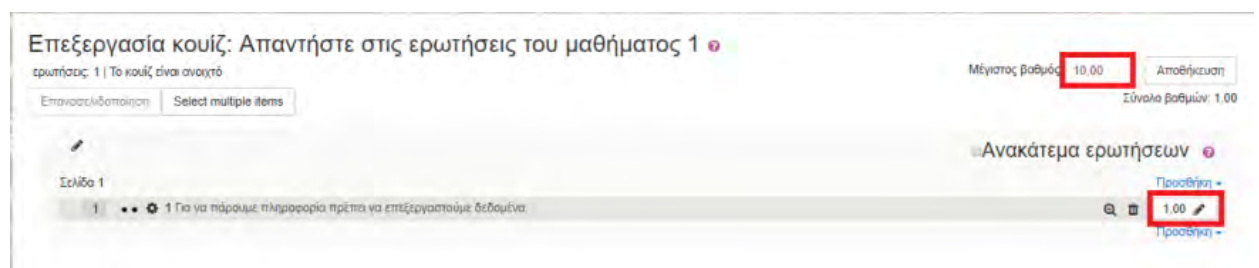 Επεξεργασία κουίζ: Απαντήστε στις ερωτήσεις του μαθήματος 1
ερωτήσεις: 1 | Το κουίζ είναι ανοιχτό
Μέγιστος βαθμός 10,00 Αποθήκευση
Επανασελιδοποίηση Select multiple items
Σύνολο βαθμών: 1,00
Ανακάτεμα ερωτήσεων
Σελίδα 1
Προσθήκη
1 1 Για να πάρουμε πληροφορία πρέπει να επεξεργαστούμε δεδομένα 1,00
Προσθήκη